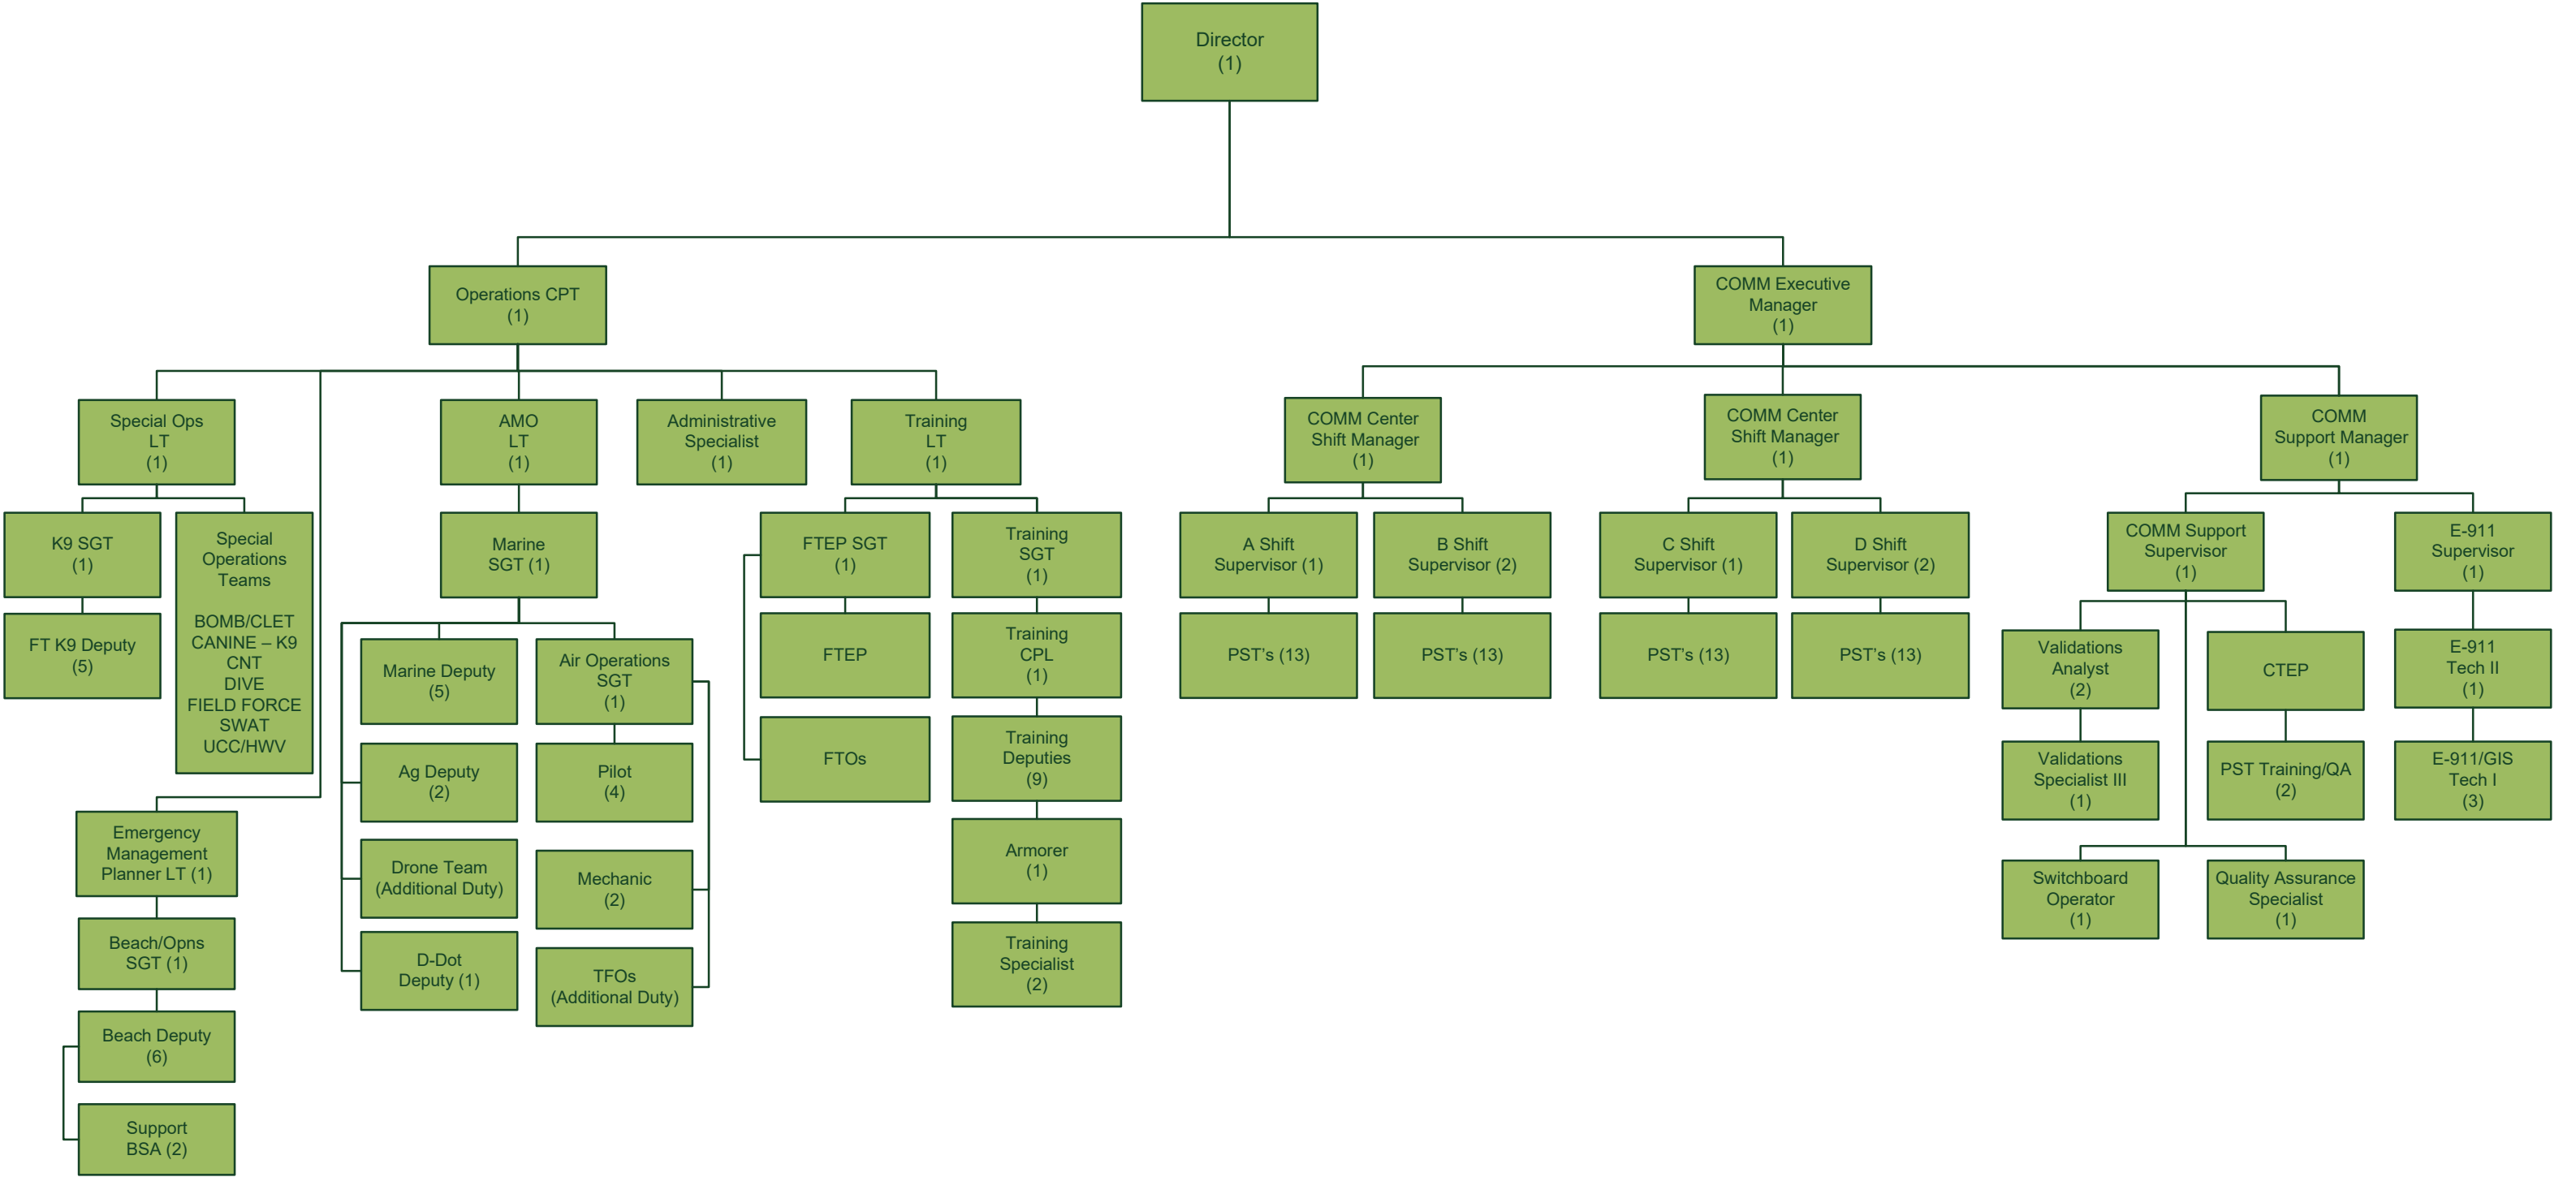 Director
(1)
Operations CPT
(1)
COMM Executive
Manager
(1)
Special Ops
LT
(1)
AMO
LT
(1)
Administrative
Specialist
(1)
Training
LT
(1)
COMM Center
Shift Manager
(1)
COMM Center
Shift Manager
(1)
COMM
Support Manager
(1)
K9 SGT
(1)
FT K9 Deputy
(5)
Special
Operations
Teams
BOMB/CLET
CANINE – K9
CNT
DIVE
FIELD FORCE
SWAT
UCC/HWV
Emergency
Management
Planner LT (1)
Beach/Opns
SGT (1)
Beach Deputy
(6)
Support
BSA (2)
Marine
SGT (1)
Marine Deputy
(5)
Ag Deputy
(2)
Drone Team
(Additional Duty)
D-Dot
Deputy (1)
Air Operations
SGT
(1)
Pilot
(4)
Mechanic
(2)
TFOs
(Additional Duty)
FTEP SGT
(1)
FTEP
FTOs
Training
SGT
(1)
Training
CPL
(1)
Training
Deputies
(9)
Armorer
(1)
Training
Specialist
(2)
A Shift
Supervisor (1)
PST’s (13)
B Shift
Supervisor (2)
PST’s (13)
C Shift
Supervisor (1)
PST’s (13)
D Shift
Supervisor (2)
PST’s (13)
COMM Support
Supervisor
(1)
Validations
Analyst
(2)
Validations
Specialist III
(1)
CTEP
PST Training/QA
(2)
Switchboard
Operator
(1)
Quality Assurance
Specialist
(1)
E-911
Supervisor
(1)
E-911
Tech II
(1)
E-911/GIS
Tech I
(3)